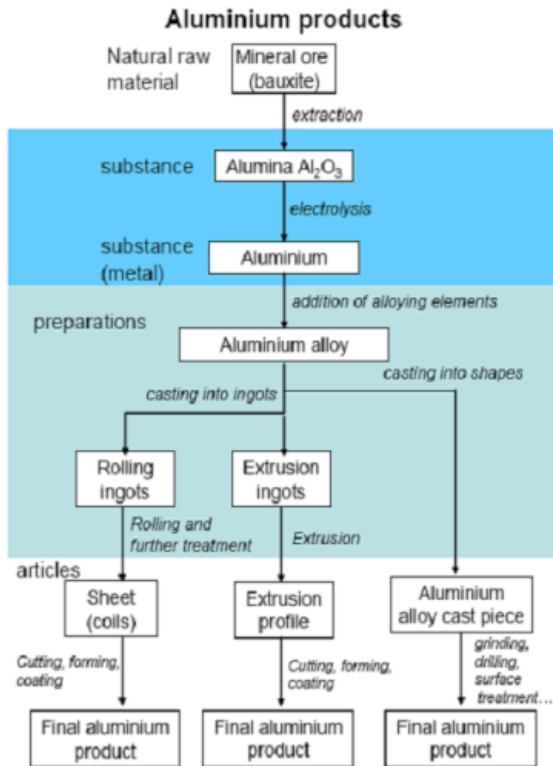 Aluminium products
Natural raw
material
Mineral ore
(bauxite)
extraction
substance
Alumina Al₂O₃
electrolysis
substance
(metal)
Aluminium
addition of alloying elements
preparations
Aluminium alloy
casting into shapes
casting into ingots
Rolling
ingots
Extrusion
ingots
Rolling and
further treatment
Extrusion
articles
Sheet
(coils)
Extrusion
profile
Aluminium
alloy cast piece
Cutting, forming,
coating
Cutting, forming,
coating
grinding,
drilling,
surface
treatment…
Final aluminium
product
Final aluminium
product
Final aluminium
product